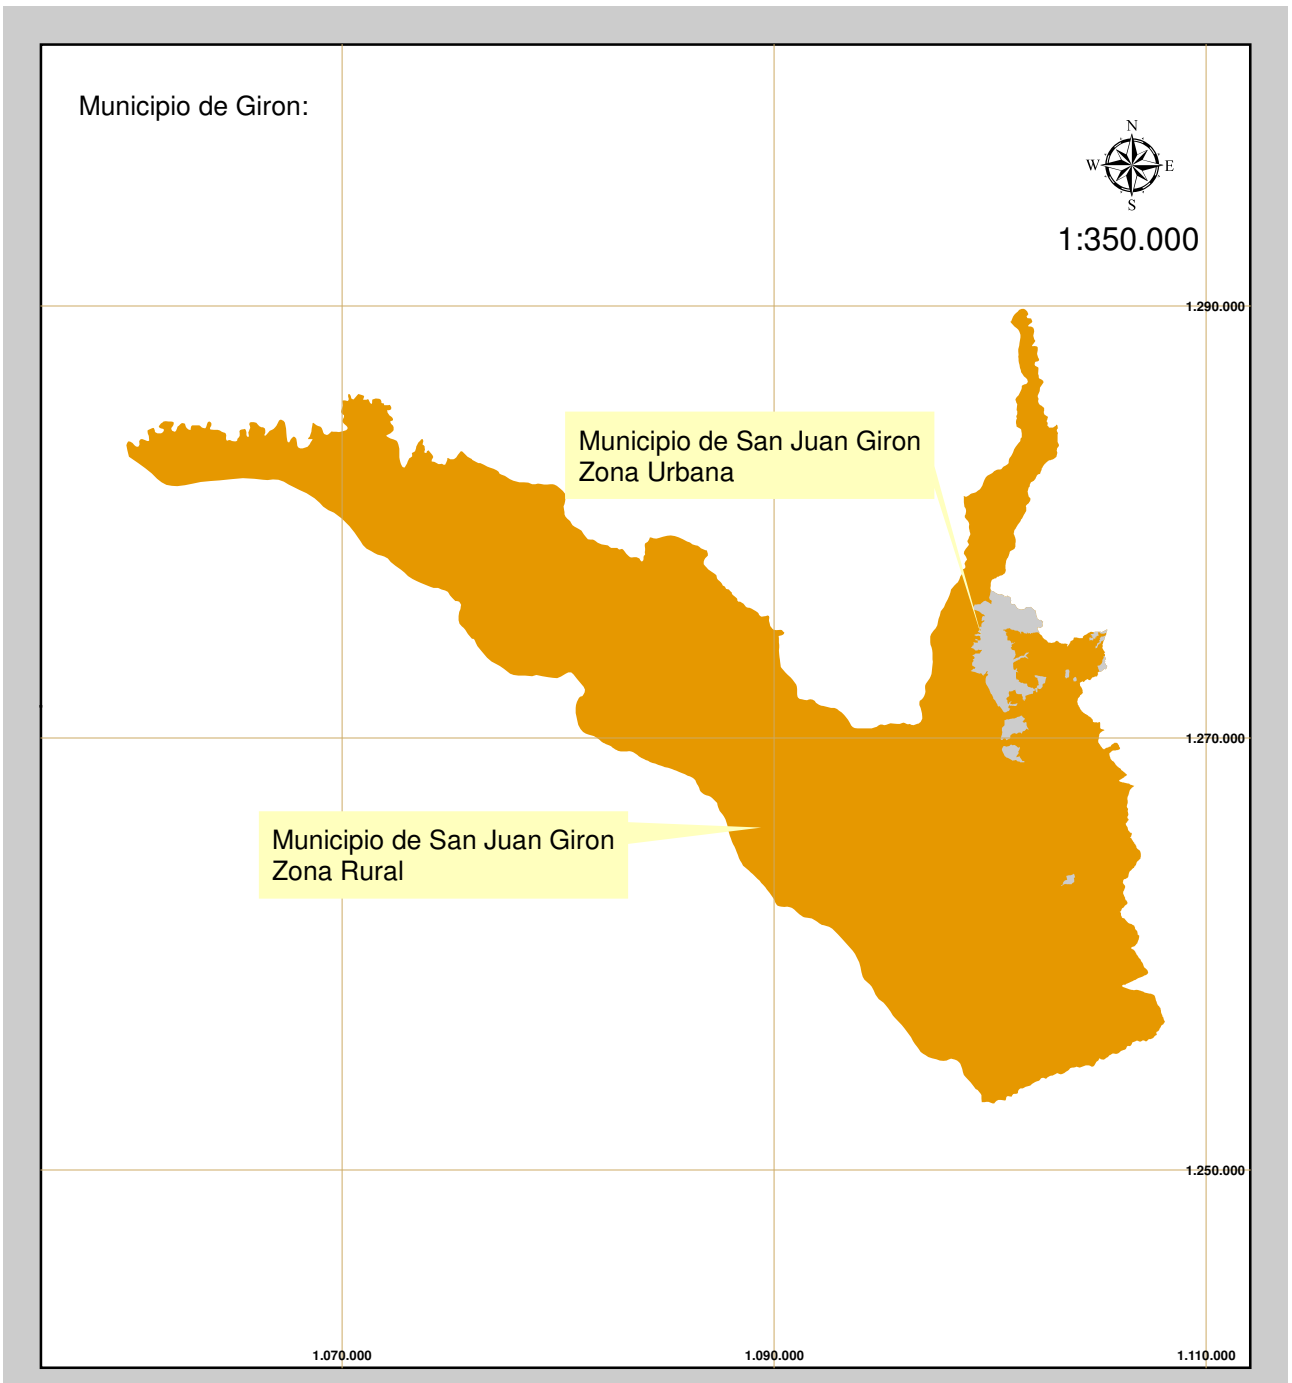 Municipio de Giron:
N
W
E
S
1:350.000
1.290.000
Municipio de San Juan Giron
Zona Urbana
1.270.000
Municipio de San Juan Giron
Zona Rural
1.250.000
1.070.000
1.090.000
1.110.000